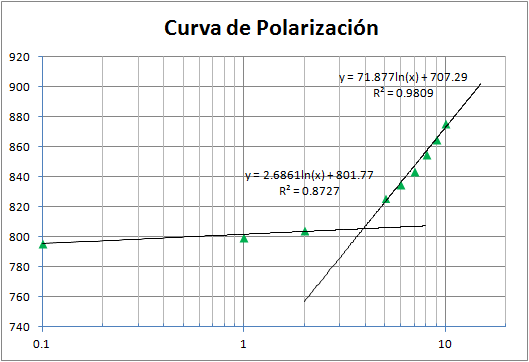 Curva de Polarización
920
900
880
860
840
820
800
780
760
740
0.1
1
10
y = 71.877ln(x) + 707.29
R² = 0.9809
y = 2.6861ln(x) + 801.77
R² = 0.8727